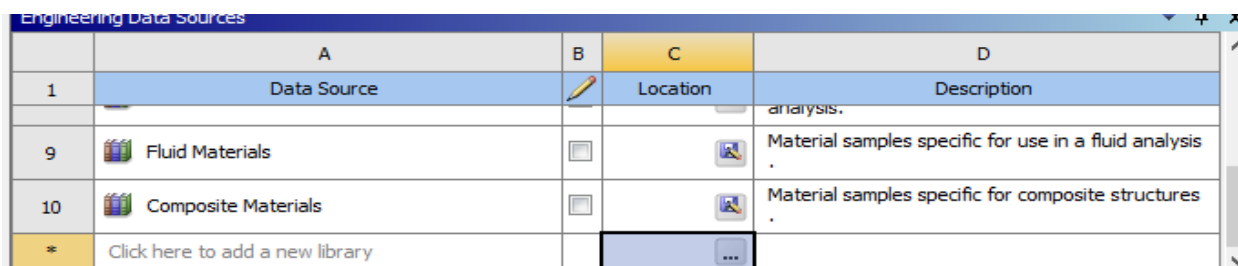 Engineering Data Sources
A B C D
1 Data Source Location Description
analysis.
9 Fluid Materials Material samples specific for use in a fluid analysis
.
10 Composite Materials Material samples specific for composite structures
.
* Click here to add a new library ...